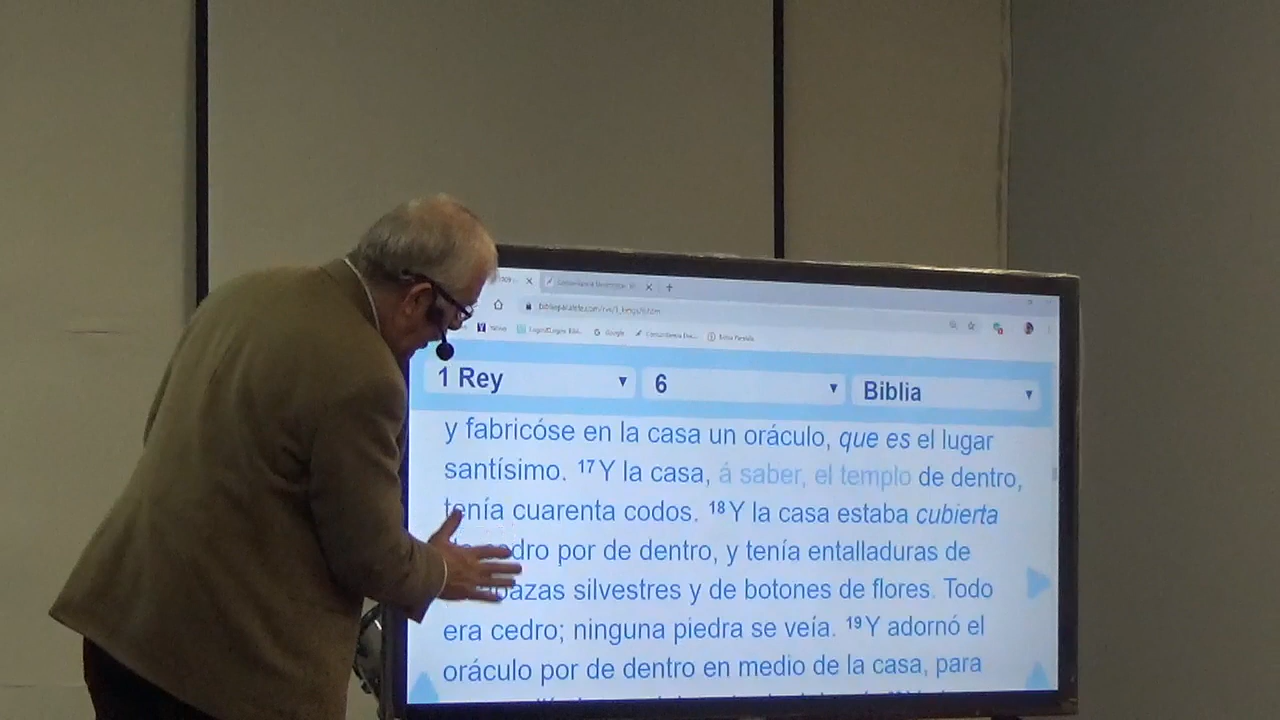 Google
1 Rey
6
Biblia
y fabricóse en la casa un oráculo, que es el lugar
santísimo. 17 Y la casa, á saber, el templo de dentro,
tenía cuarenta codos. 18 Y la casa estaba cubierta
dro por de dentro, y tenía entalladuras de
bazas silvestres y de botones de flores. Todo
era cedro; ninguna piedra se veía. 19 Y adornó el
oráculo por de dentro en medio de la casa, para